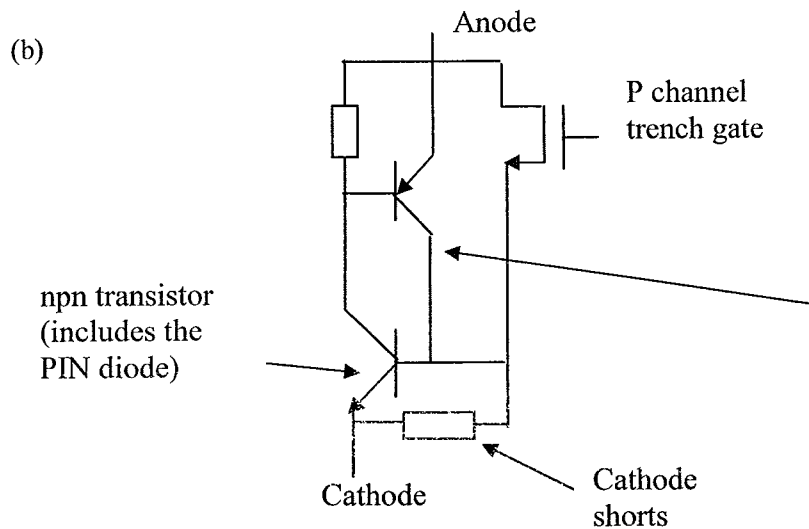 (b)
Anode
P channel
trench gate
npn transistor
(includes the
PIN diode)
Cathode
Cathode
shorts